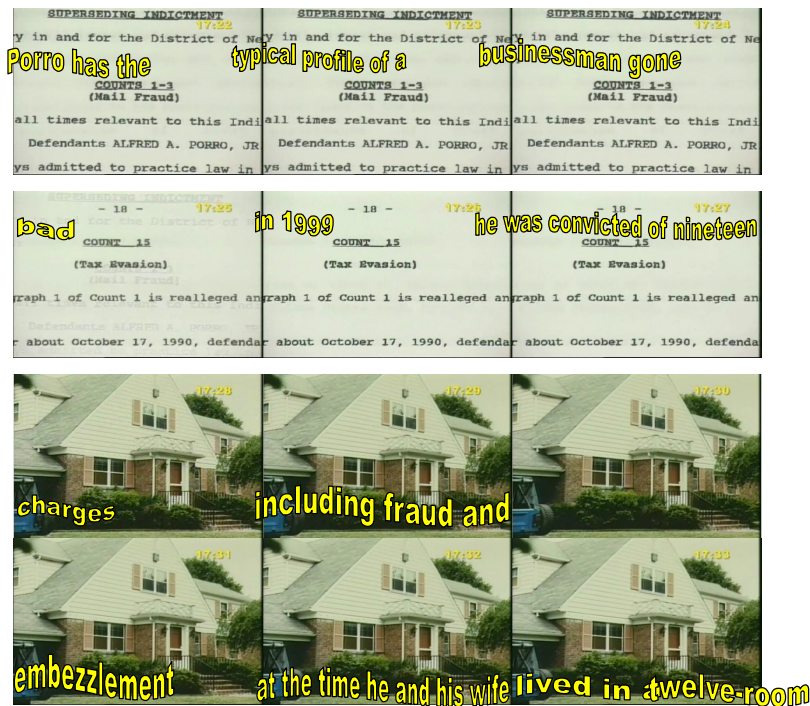 SUPERSEDING INDICTMENT SUPERSEDING INDICTMENT SUPERSEDING INDICTMENT
17:22 17:23 17:24
y in and for the District of Ne y in and for the District of Ne y in and for the District of Ne
Porro has the typical profile of a businessman gone
COUNTS 1-3 COUNTS 1-3 COUNTS 1-3
(Mail Fraud) (Mail Fraud) (Mail Fraud)
all times relevant to this Indi all times relevant to this Indi all times relevant to this Indi
Defendants ALFRED A. PORRO, JR Defendants ALFRED A. PORRO, JR Defendants ALFRED A. PORRO, JR
ys admitted to practice law in ys admitted to practice law in ys admitted to practice law in
SUPERSEDING INDICTMENT
- 18 - 17:25 - 18 - 17:26 - 18 - 17:27
bad in 1999 he was convicted of nineteen
COUNT 15 COUNT 15 COUNT 15
(Tax Evasion) (Tax Evasion) (Tax Evasion)
(Mail Fraud)
graph 1 of Count 1 is realleged an graph 1 of Count 1 is realleged an graph 1 of Count 1 is realleged an
r about October 17, 1990, defenda r about October 17, 1990, defenda r about October 17, 1990, defenda
17:28 17:29 17:30
charges including fraud and
17:31 17:32 17:33
embezzlement at the time he and his wife lived in a twelve-room